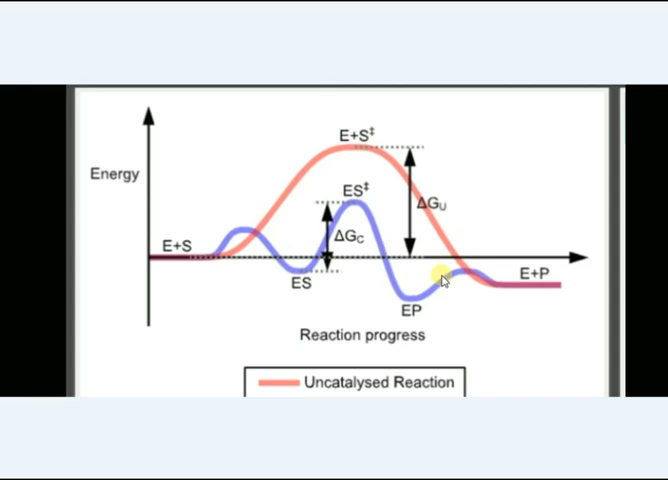 E+S‡
Energy
ES‡
ΔGU
E+S
ΔGC
E+P
ES
EP
Reaction progress
Uncatalysed Reaction